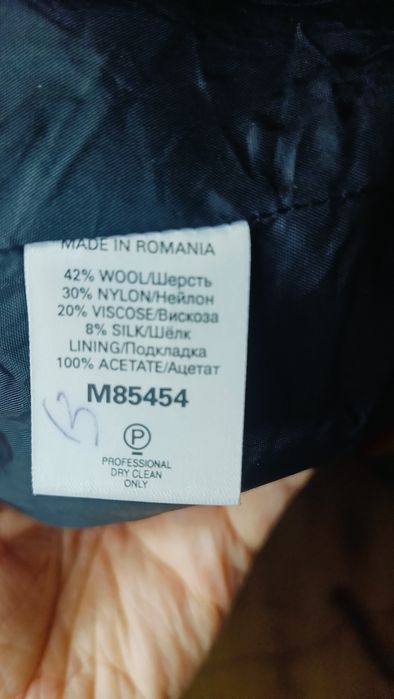 MADE IN ROMANIA
42% WOOL/Шерсть
30% NYLON/Нейлон
20% VISCOSE/Вискоза
8% SILK/Шёлк
LINING/Подкладка
100% ACETATE/Ацетат
M85454
P
PROFESSIONAL
DRY CLEAN
ONLY